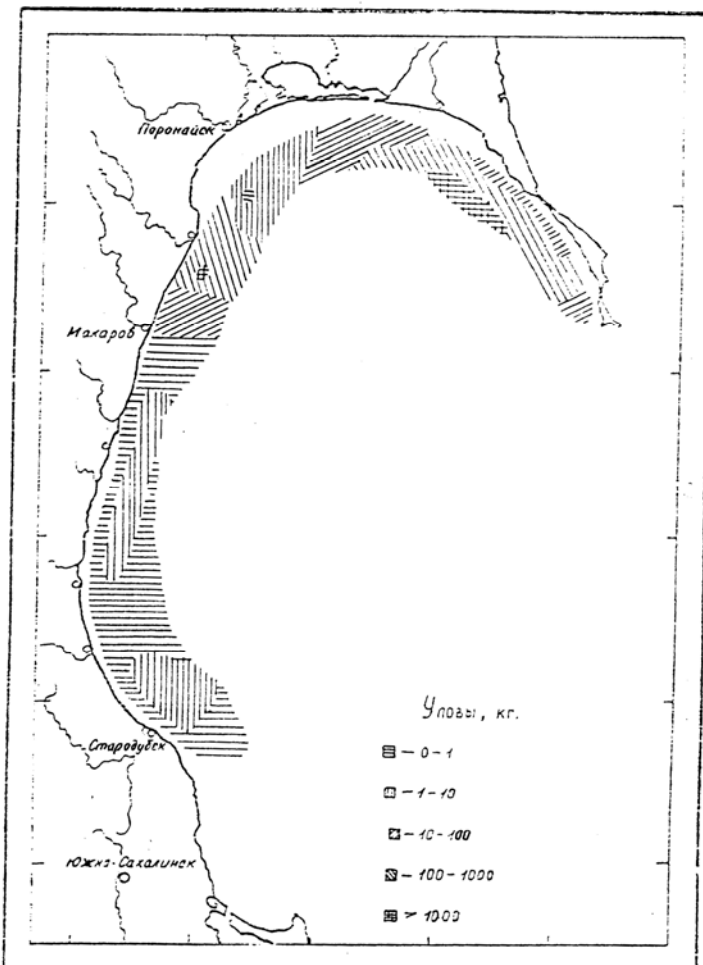 Поронайск
Макаров
Стародубск
Южно-Сахалинск
Уловы, кг.
— 0-1
— 1-10
— 10-100
— 100-1000
> 1000